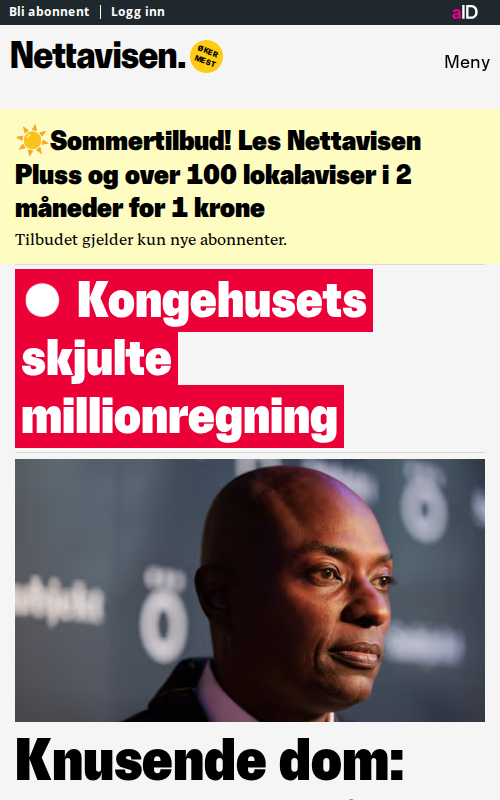 Bli abonnent | Logg inn
aID
Nettavisen.
ØKER
MEST
Meny
☀️Sommertilbud! Les Nettavisen
Pluss og over 100 lokalaviser i 2
måneder for 1 krone
Tilbudet gjelder kun nye abonnenter.
Kongehusets
skjulte
millionregning
Knusende dom: